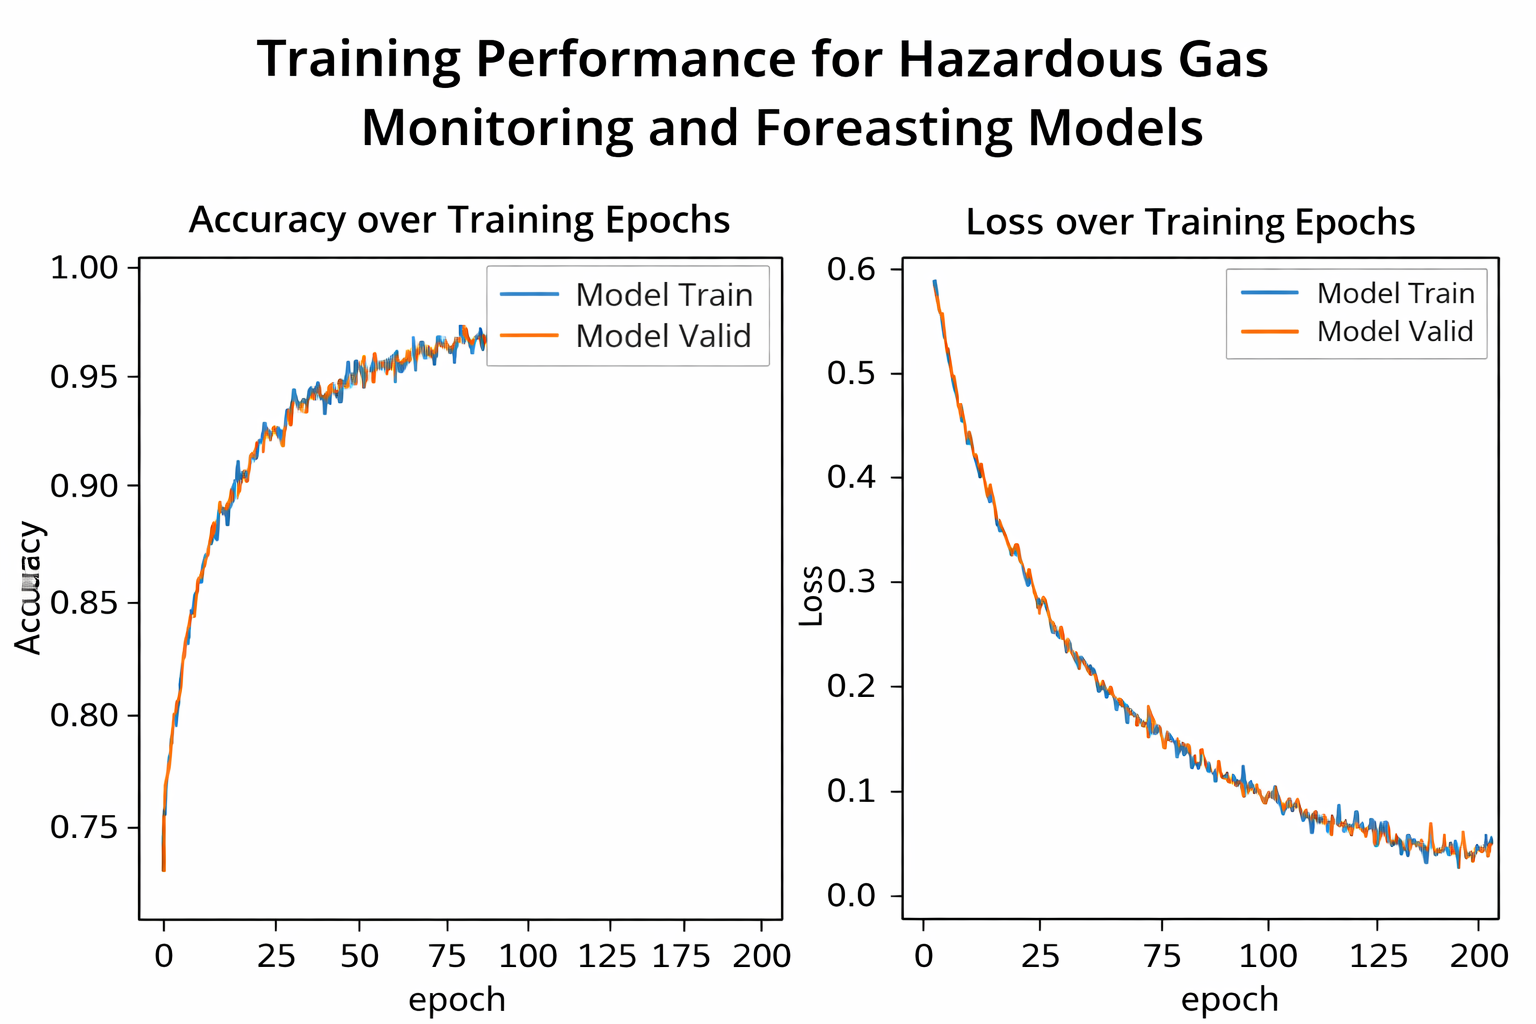 Training Performance for Hazardous Gas
Monitoring and Foreasting Models
Accuracy over Training Epochs
1.00
0.95
0.90
0.85
0.80
0.75
Model Train
Model Valid
0
25
50
75
100
125
175
200
epoch
Loss over Training Epochs
0.6
0.5
0.4
0.3
0.2
0.1
0.0
Loss
Model Train
Model Valid
0
25
75
100
125
200
epoch